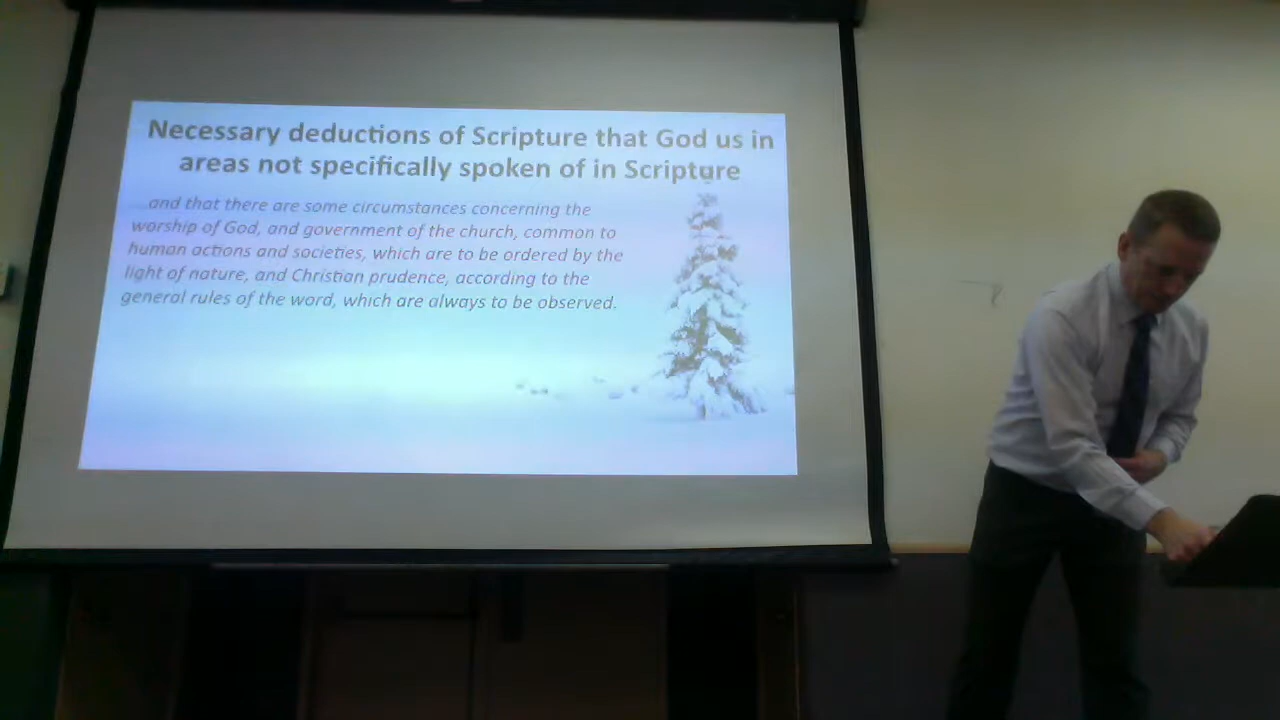 Necessary deductions of Scripture that God us in
areas not specifically spoken of in Scripture
and that there are some circumstances concerning the
worship of God, and government of the church, common to
human actions and societies, which are to be ordered by the
light of nature, and Christian prudence, according to the
general rules of the word, which are always to be observed.